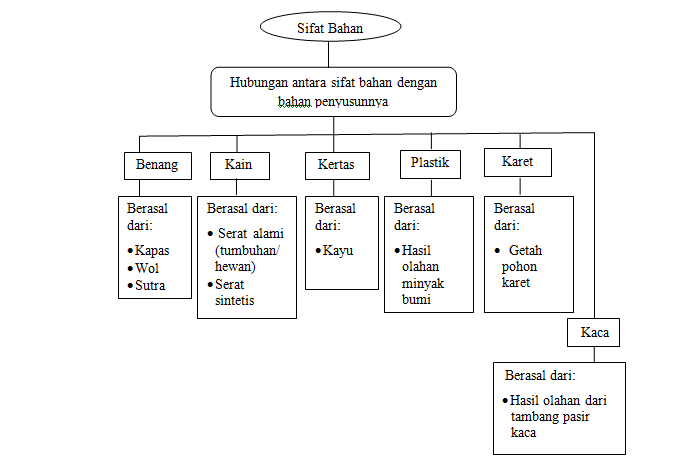 Sifat Bahan
Hubungan antara sifat bahan dengan
bahan penyusunnya
Benang
Berasal
dari:
• Kapas
• Wol
• Sutra
Kain
Berasal dari:
• Serat alami
(tumbuhan/
hewan)
• Serat
sintetis
Kertas
Berasal
dari:
• Kayu
Plastik
Berasal
dari:
• Hasil
olahan
minyak
bumi
Karet
Berasal
dari:
• Getah
pohon
karet
Kaca
Berasal dari:
• Hasil olahan dari
tambang pasir
kaca